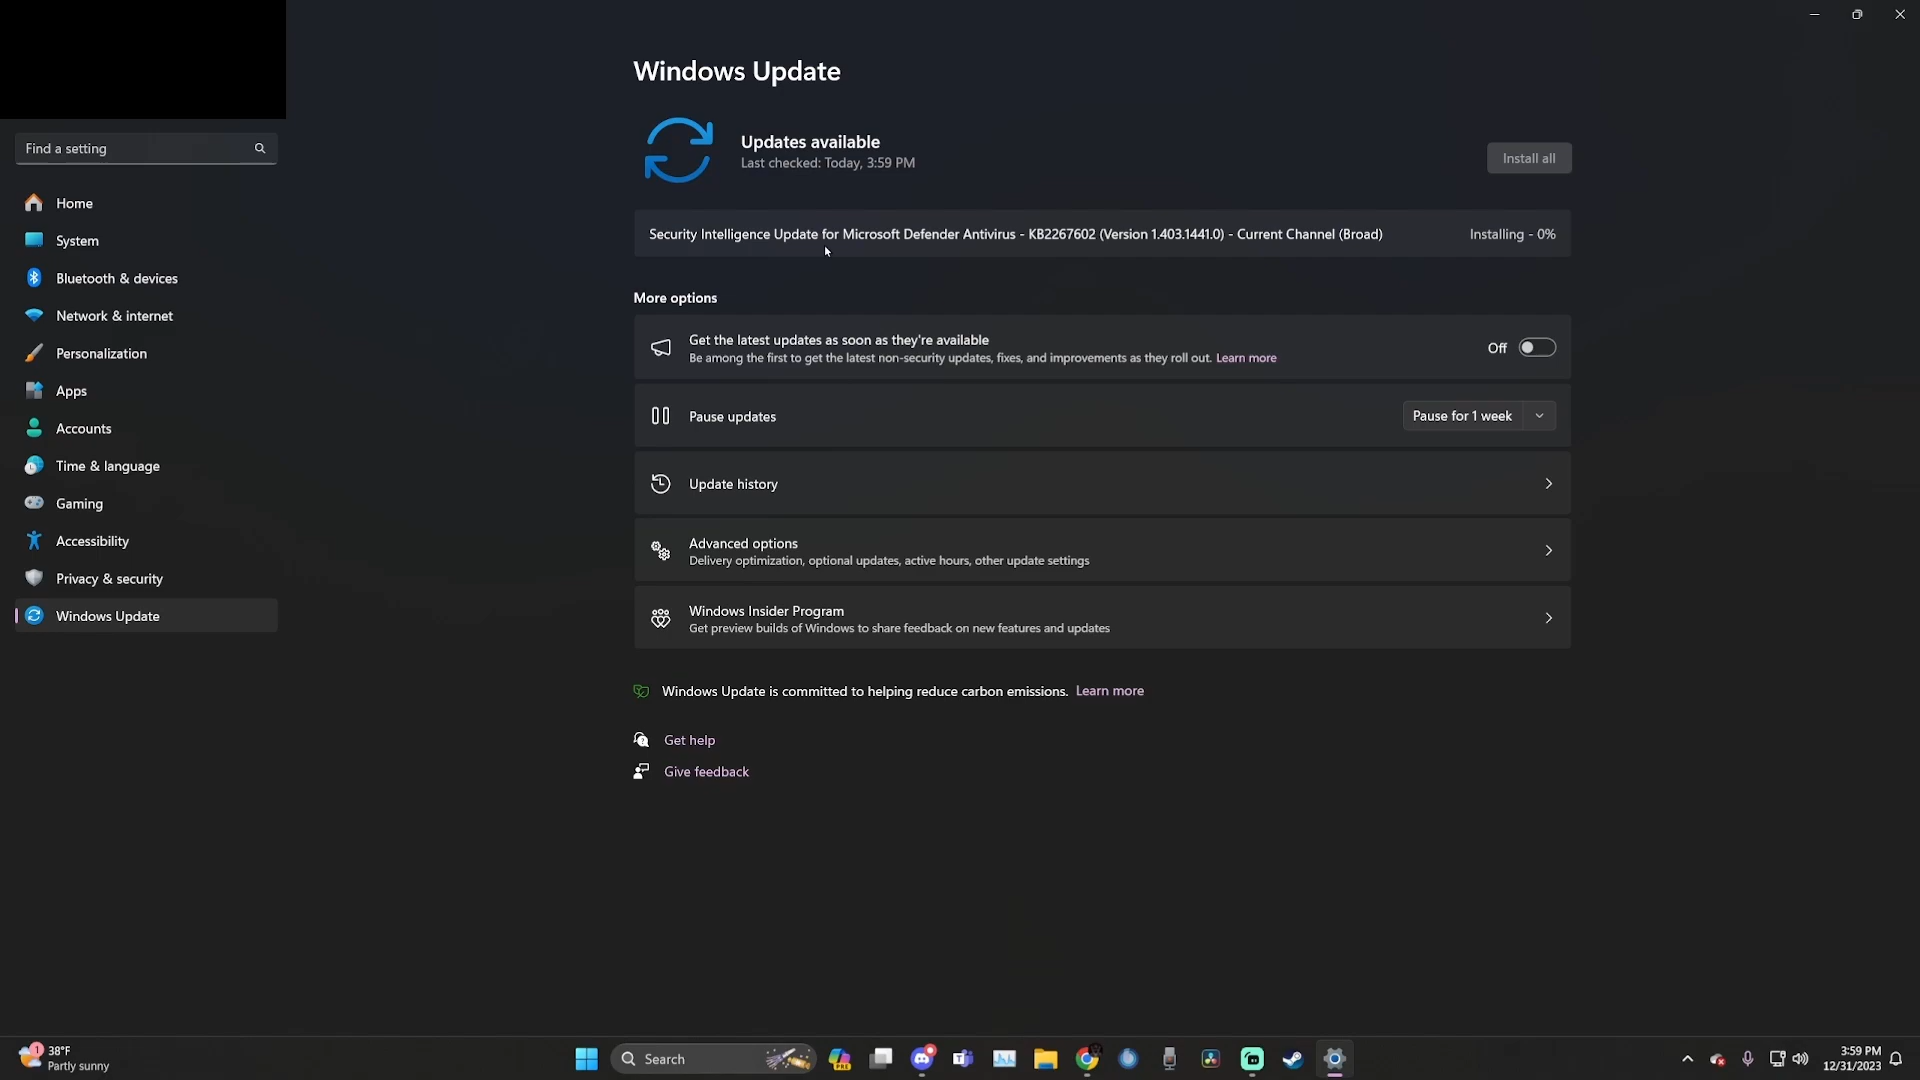 Windows Update
Updates available
Last checked: Today, 3:59 PM
Install all
Find a setting
Home
System
Bluetooth & devices
Network & internet
Personalization
Apps
Accounts
Time & language
Gaming
Accessibility
Privacy & security
Windows Update
Security Intelligence Update for Microsoft Defender Antivirus - KB2267602 (Version 1.403.1441.0) - Current Channel (Broad)
Installing - 0%
More options
Get the latest updates as soon as they're available
Be among the first to get the latest non-security updates, fixes, and improvements as they roll out. Learn more
Off
Pause updates
Pause for 1 week
Update history
Advanced options
Delivery optimization, optional updates, active hours, other update settings
Windows Insider Program
Get preview builds of Windows to share feedback on new features and updates
Windows Update is committed to helping reduce carbon emissions. Learn more
Get help
Give feedback
1
38°F
Partly sunny
Search
PRE
3:59 PM
12/31/2023